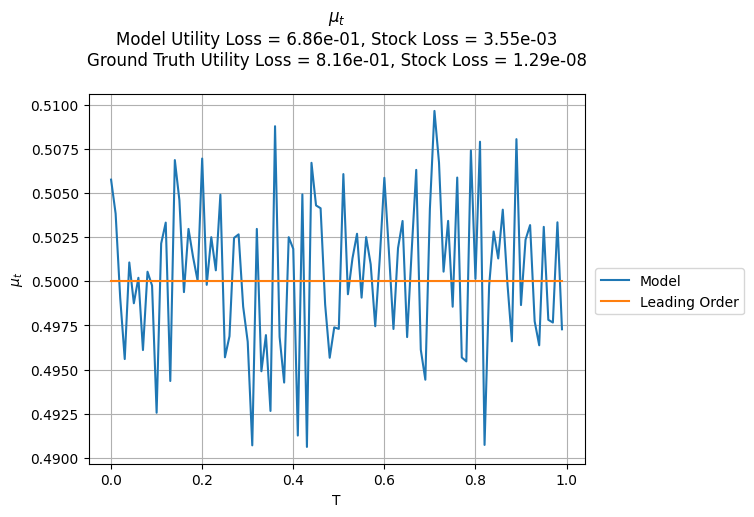 μₜ
Model Utility Loss = 6.86e-01, Stock Loss = 3.55e-03
Ground Truth Utility Loss = 8.16e-01, Stock Loss = 1.29e-08
0.5100
0.5075
0.5050
0.5025
0.5000
0.4975
0.4950
0.4925
0.4900
μₜ
0.0 0.2 0.4 0.6 0.8 1.0
T
Model
Leading Order